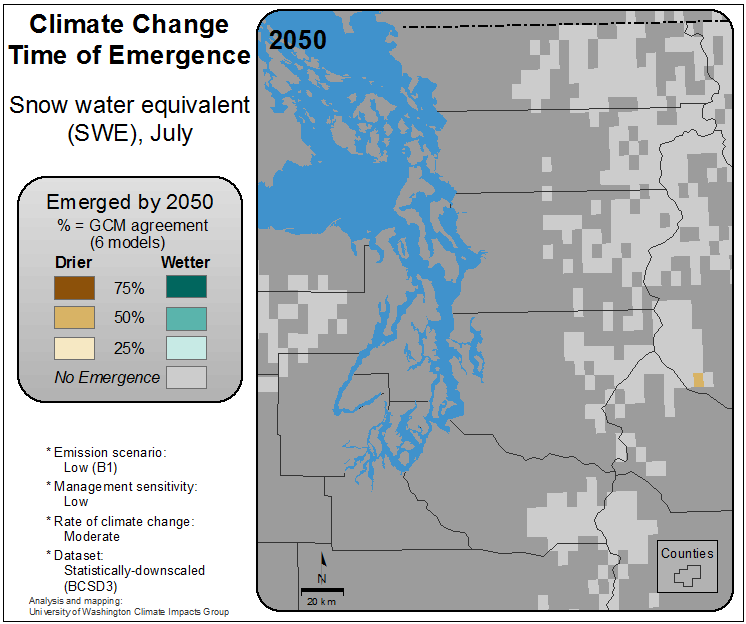 Climate Change
Time of Emergence
Snow water equivalent
(SWE), July
Emerged by 2050
% = GCM agreement
(6 models)
Drier Wetter
75%
50%
25%
No Emergence
* Emission scenario:
Low (B1)
* Management sensitivity:
Low
* Rate of climate change:
Moderate
* Dataset:
Statistically-downscaled
(BCSD3)
Analysis and mapping:
University of Washington Climate Impacts Group
2050
N
20 km
Counties